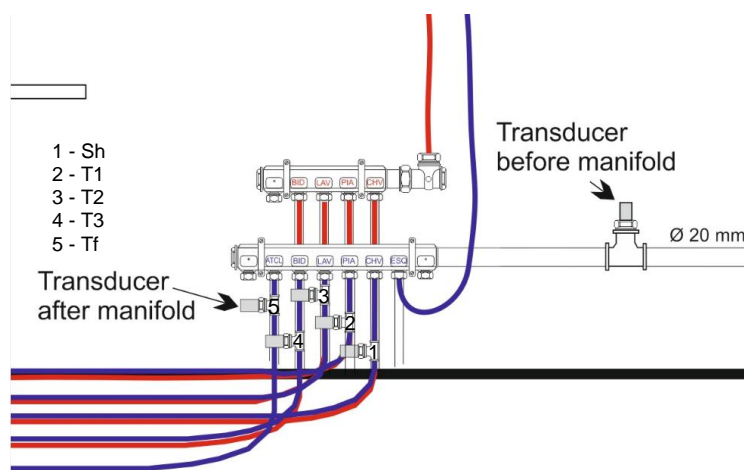 1 - Sh
2 - T1
3 - T2
4 - T3
5 - Tf
Transducer
before manifold
Ø 20 mm
BID LAV PIA CHV
ATCL BID LAV PIA CHV ESQ
Transducer
after manifold
5
3
2
4
1